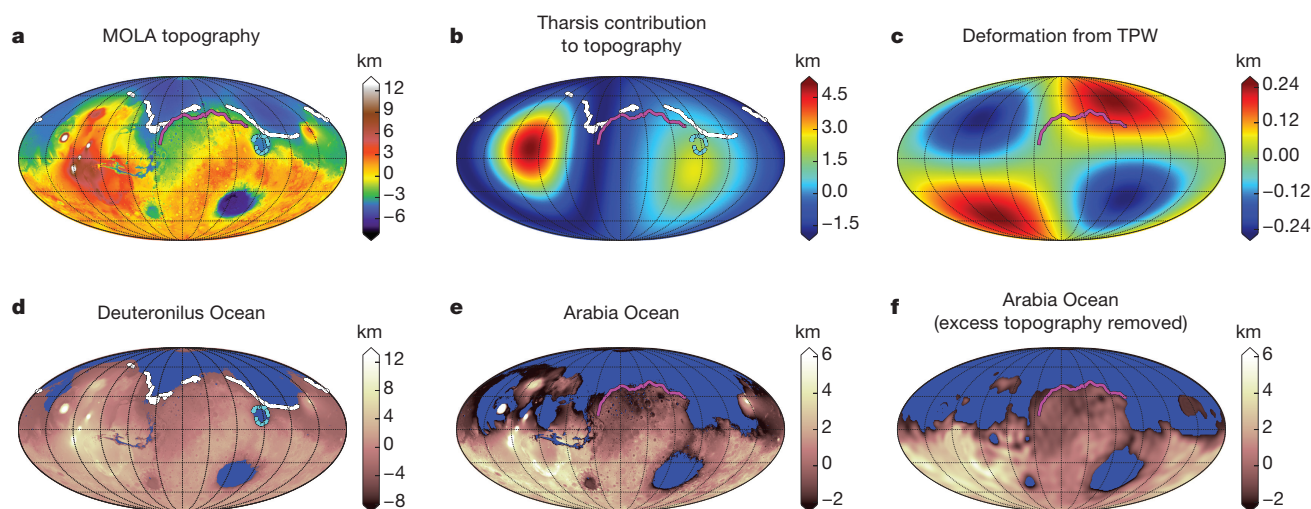 a MOLA topography
km
12
9
6
3
0
−3
−6
b Tharsis contribution
to topography
km
4.5
3.0
1.5
0.0
−1.5
c Deformation from TPW
km
0.24
0.12
0.00
−0.12
−0.24
d Deuteronilus Ocean
km
12
8
4
0
−4
−8
e Arabia Ocean
km
6
4
2
0
−2
f Arabia Ocean
(excess topography removed)
km
6
4
2
0
−2